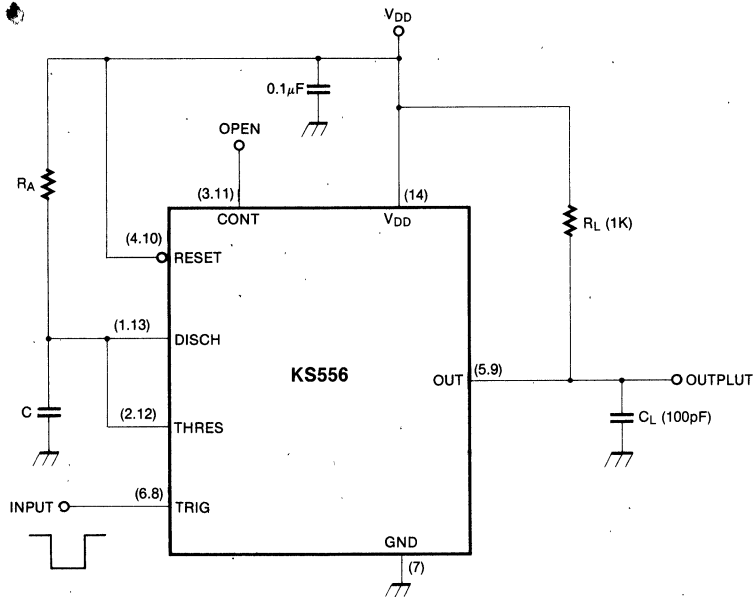 VDD
0.1µF
OPEN
RA
(3.11)
(14)
CONT
VDD
RL (1K)
(4.10)
RESET
(1.13)
DISCH
KS556
OUT
(5.9)
OUTPLUT
C
(2.12)
THRES
CL (100pF)
INPUT
(6.8)
TRIG
GND
(7)